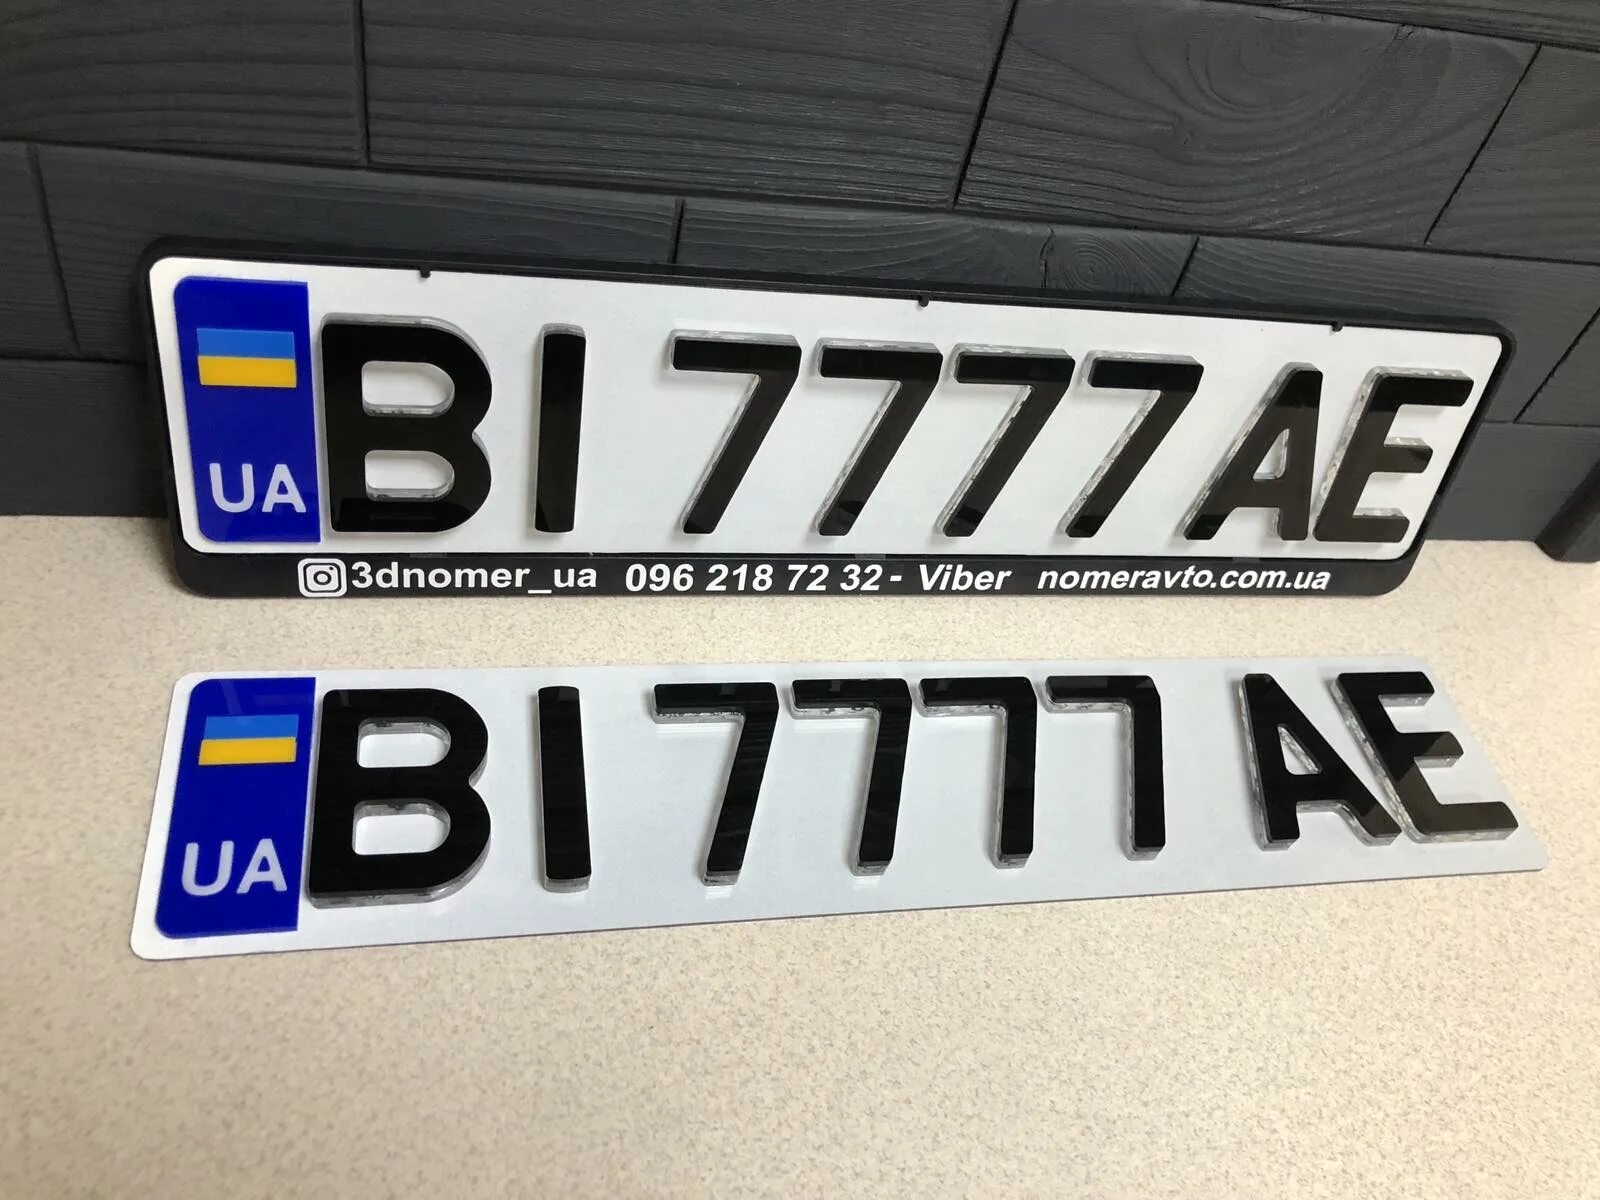 UA BI 7777 AE
3dnomer_ua 096 218 72 32 - Viber nomeravto.com.ua
UA BI 7777 AE